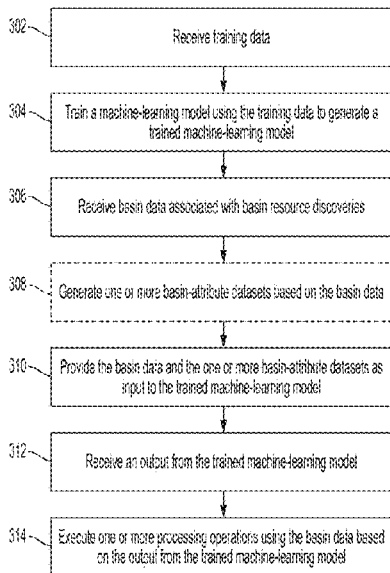 302
Receive training data
304
Train a machine-learning model using the training data to generate a
trained machine-learning model
306
Receive basin data associated with basin resource discoveries
308
Generate one or more basin-attribute datasets based on the basin data
310
Provide the basin data and the one or more basin-attribute datasets as
input to the trained machine-learning model
312
Receive an output from the trained machine-learning model
314
Execute one or more processing operations using the basin data based
on the output from the trained machine-learning model